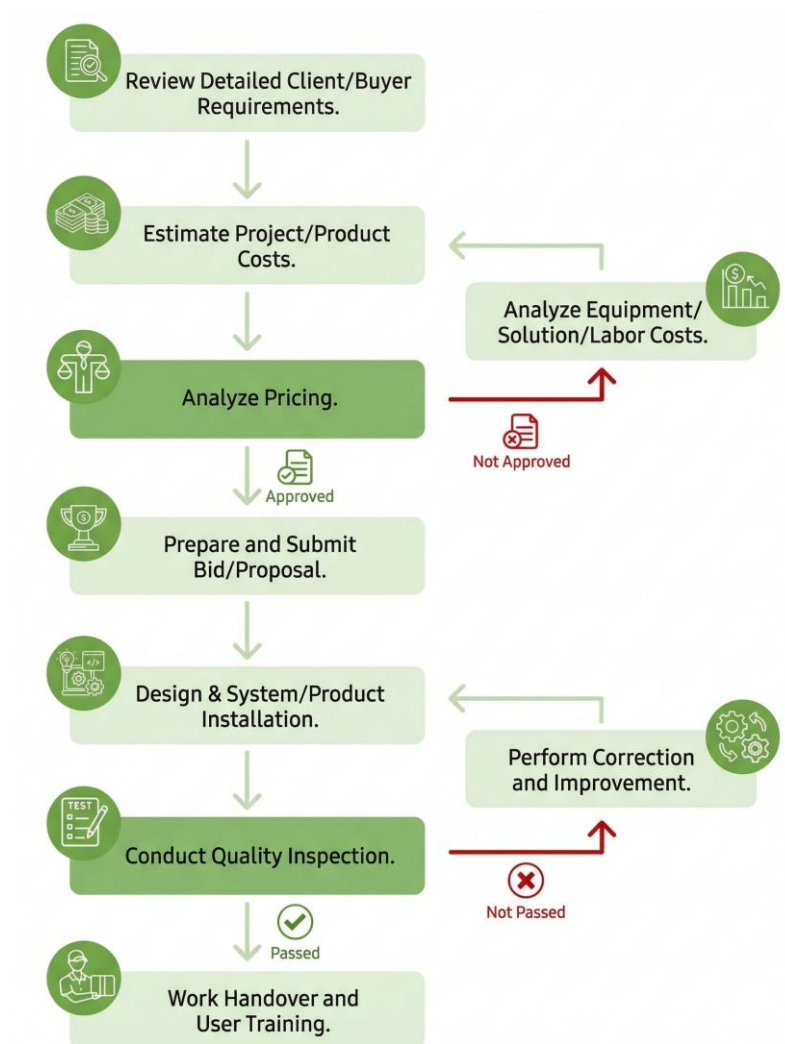 Review Detailed Client/Buyer
Requirements.
Estimate Project/Product
Costs.
Analyze Equipment/
Solution/Labor Costs.
Analyze Pricing.
Not Approved
Approved
Prepare and Submit
Bid/Proposal.
Design & System/Product
Installation.
Perform Correction
and Improvement.
TEST
Conduct Quality Inspection.
Not Passed
Passed
Work Handover and
User Training.